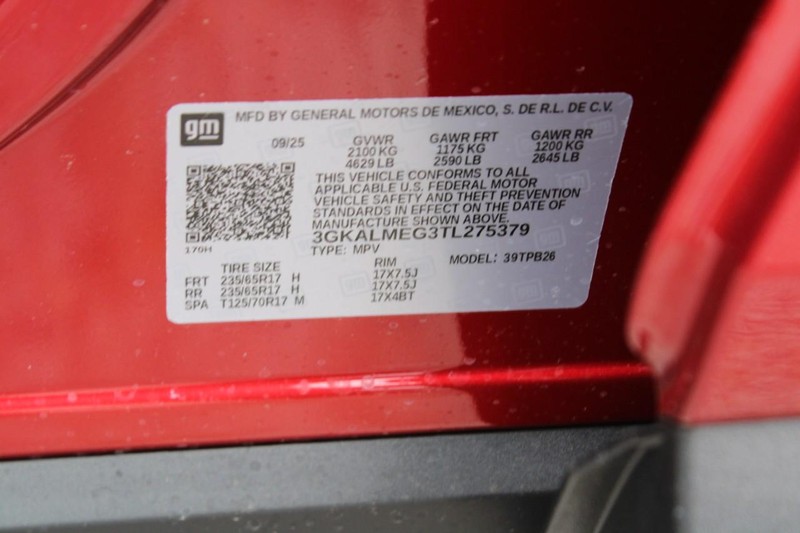 gm
MFD BY GENERAL MOTORS DE MEXICO, S. DE R.L. DE C.V.
09/25 GVWR GAWR FRT GAWR RR
2100 KG 1175 KG 1200 KG
4629 LB 2590 LB 2645 LB
THIS VEHICLE CONFORMS TO ALL
APPLICABLE U.S. FEDERAL MOTOR
VEHICLE SAFETY AND THEFT PREVENTION
STANDARDS IN EFFECT ON THE DATE OF
MANUFACTURE SHOWN ABOVE.
3GKALMEG3TL275379
170H
TYPE: MPV MODEL: 39TPB26
TIRE SIZE RIM
FRT 235/65R17 H 17X7.5J
RR 235/65R17 H 17X7.5J
SPA T125/70R17 M 17X4BT